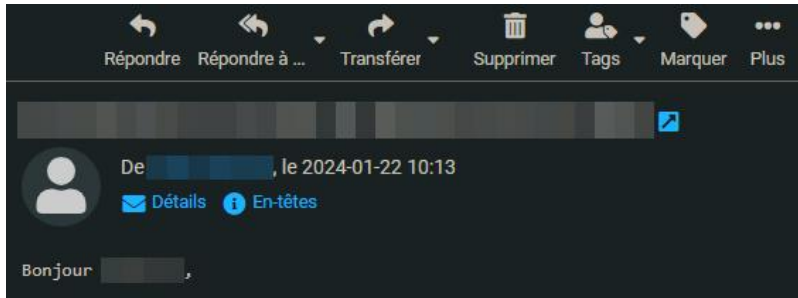 Répondre Répondre à ... Transférer Supprimer Tags Marquer Plus
De , le 2024-01-22 10:13
Détails En-têtes
Bonjour ,